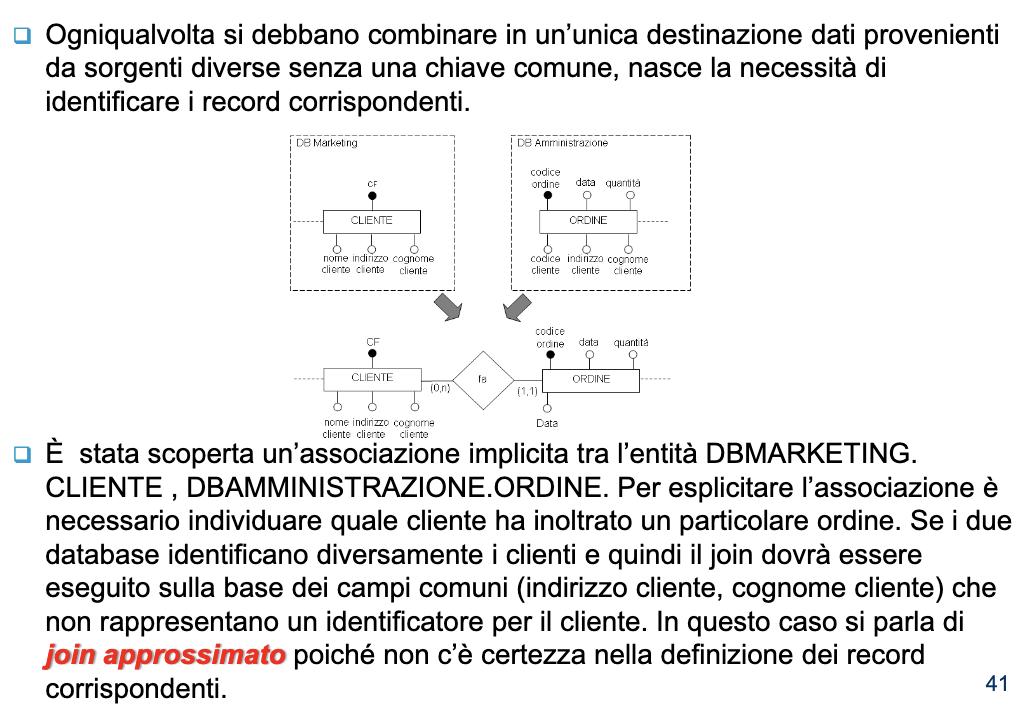 Ogniqualvolta si debbano combinare in un’unica destinazione dati provenienti
da sorgenti diverse senza una chiave comune, nasce la necessità di
identificare i record corrispondenti.
DB Marketing
CF
CLIENTE
nome cliente
indirizzo cliente
cognome cliente
DB Amministrazione
codice ordine
data
quantità
ORDINE
codice cliente
indirizzo cliente
cognome cliente
CF
CLIENTE
nome cliente
indirizzo cliente
cognome cliente
(0,n)
fa
(1,1)
codice ordine
data
quantità
ORDINE
Data
È stata scoperta un’associazione implicita tra l’entità DBMARKETING.
CLIENTE , DBAMMINISTRAZIONE.ORDINE. Per esplicitare l’associazione è
necessario individuare quale cliente ha inoltrato un particolare ordine. Se i due
database identificano diversamente i clienti e quindi il join dovrà essere
eseguito sulla base dei campi comuni (indirizzo cliente, cognome cliente) che
non rappresentano un identificatore per il cliente. In questo caso si parla di
join approssimato poiché non c’è certezza nella definizione dei record
corrispondenti.
41